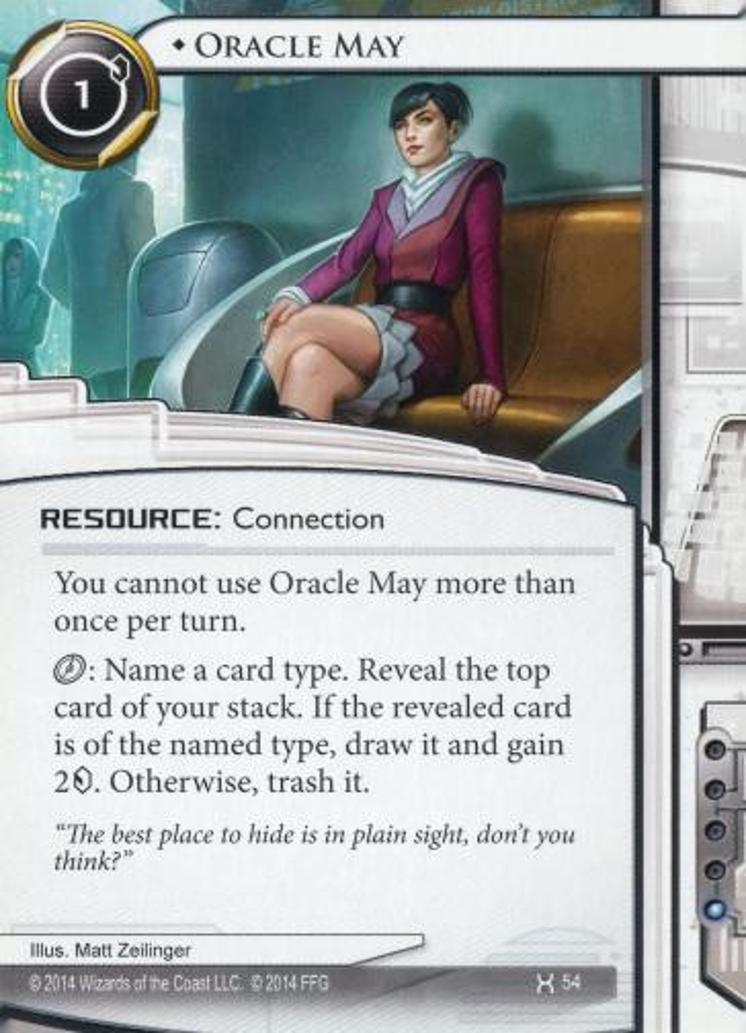 1
♦ ORACLE MAY
RESOURCE: Connection
You cannot use Oracle May more than
once per turn.
: Name a card type. Reveal the top
card of your stack. If the revealed card
is of the named type, draw it and gain
2. Otherwise, trash it.
“The best place to hide is in plain sight, don’t you
think?”
Illus. Matt Zeilinger
© 2014 Wizards of the Coast LLC. © 2014 FFG
54